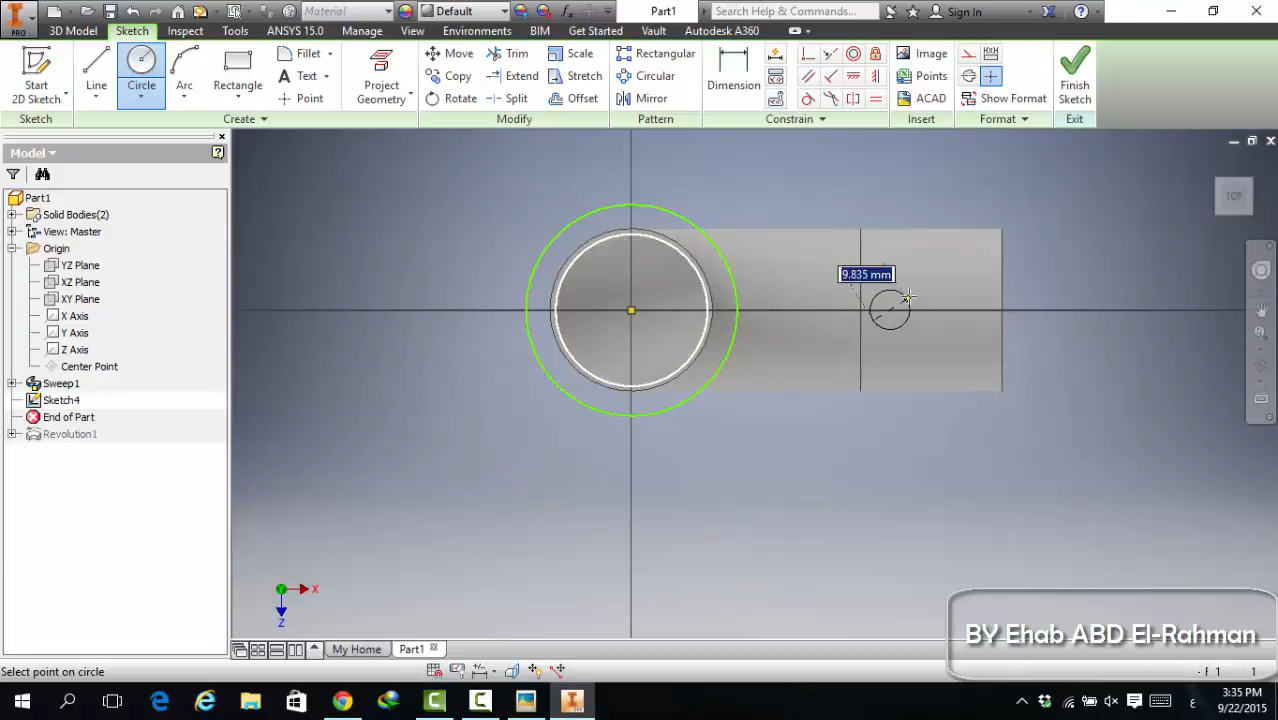 Material
Default
Part1
Search Help & Commands...
Sign In
PRO
3D Model
Sketch
Inspect
Tools
ANSYS 15.0
Manage
View
Environments
BIM
Get Started
Vault
Autodesk A360
Start
2D Sketch
Line
Circle
Arc
Rectangle
Fillet
Text
Point
Project
Geometry
Move
Trim
Scale
Copy
Extend
Stretch
Rotate
Split
Offset
Rectangular
Circular
Mirror
Dimension
Image
Points
ACAD
Show Format
Finish
Sketch
Sketch
Create
Modify
Pattern
Constrain
Insert
Format
Exit
Model
Part1
Solid Bodies(2)
View: Master
Origin
YZ Plane
XZ Plane
XY Plane
X Axis
Y Axis
Z Axis
Center Point
Sweep1
Sketch4
End of Part
Revolution1
TOP
9.835 mm
X
Z
BY Ehab ABD El-Rahman
My Home
Part1
Select point on circle
1
3:35 PM
9/22/2015